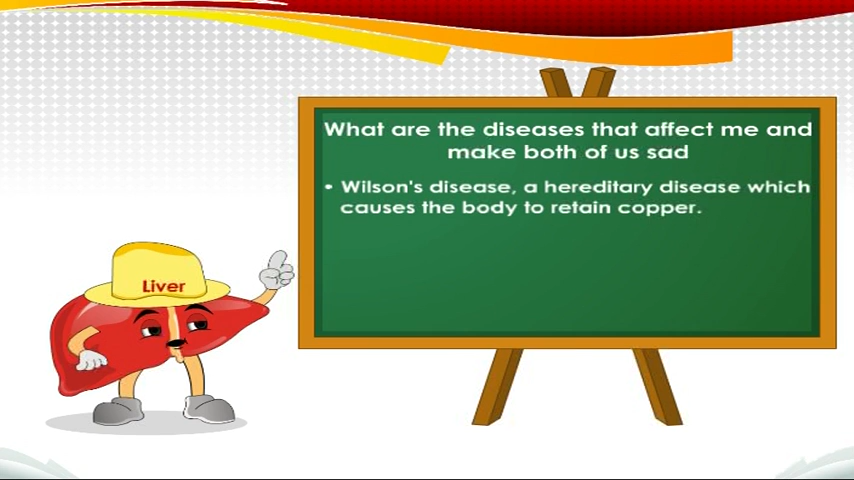 What are the diseases that affect me and
make both of us sad
• Wilson's disease, a hereditary disease which
causes the body to retain copper.
Liver